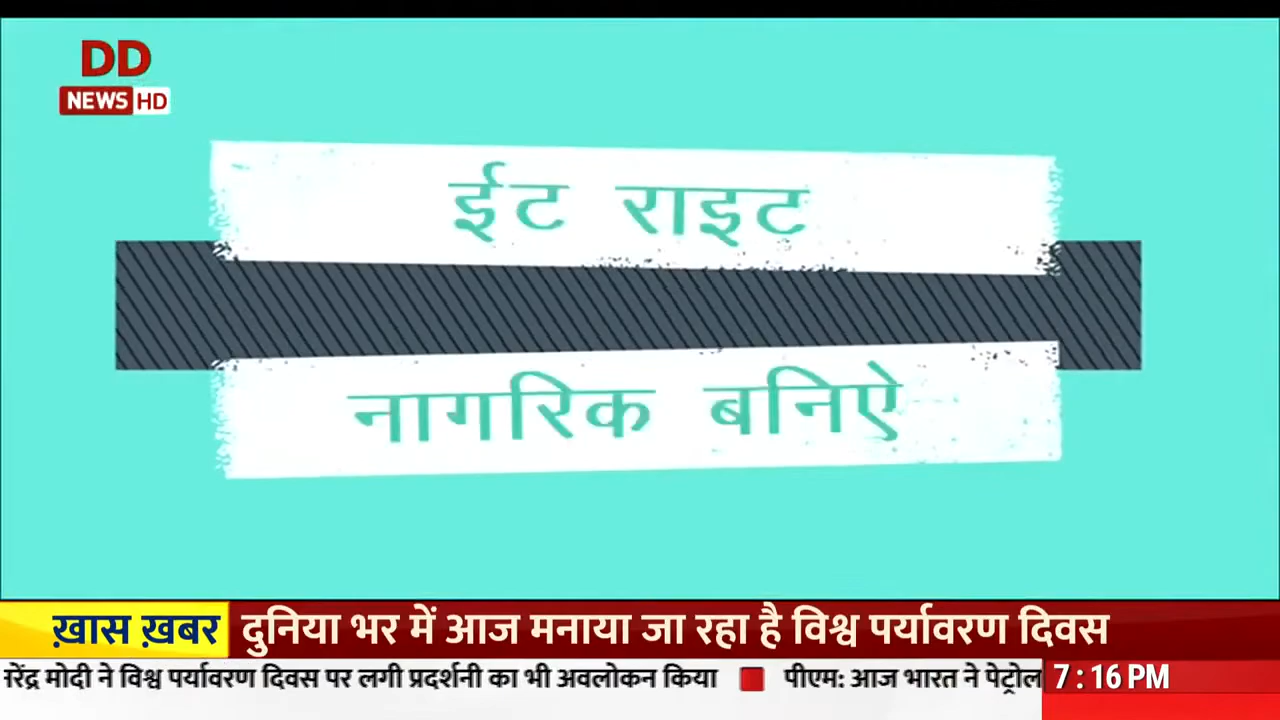 DD
NEWS HD
ईट राइट
नागरिक बनिऐ
ख़ास ख़बर दुनिया भर में आज मनाया जा रहा है विश्व पर्यावरण दिवस
नरेंद्र मोदी ने विश्व पर्यावरण दिवस पर लगी प्रदर्शनी का भी अवलोकन किया पीएम: आज भारत ने पेट्रोल 7:16 PM